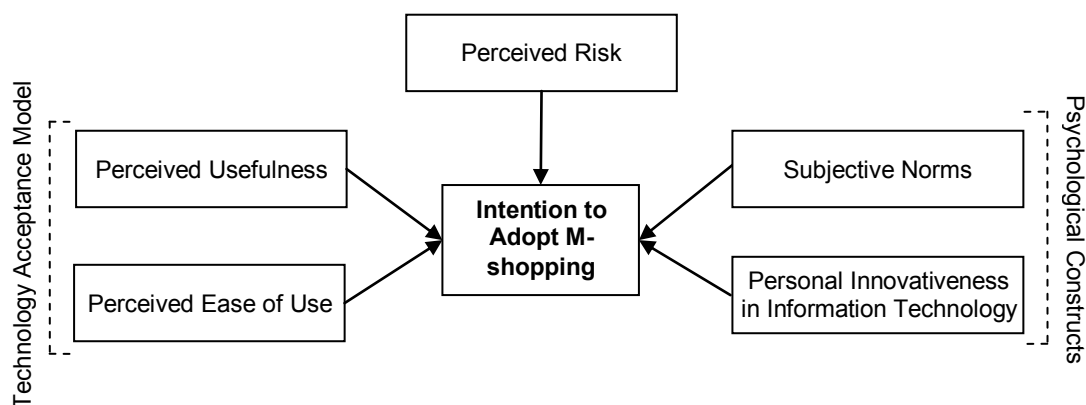 Perceived Risk
Technology Acceptance Model
Perceived Usefulness
Perceived Ease of Use
Intention to
Adopt M-
shopping
Subjective Norms
Personal Innovativeness
in Information Technology
Psychological Constructs